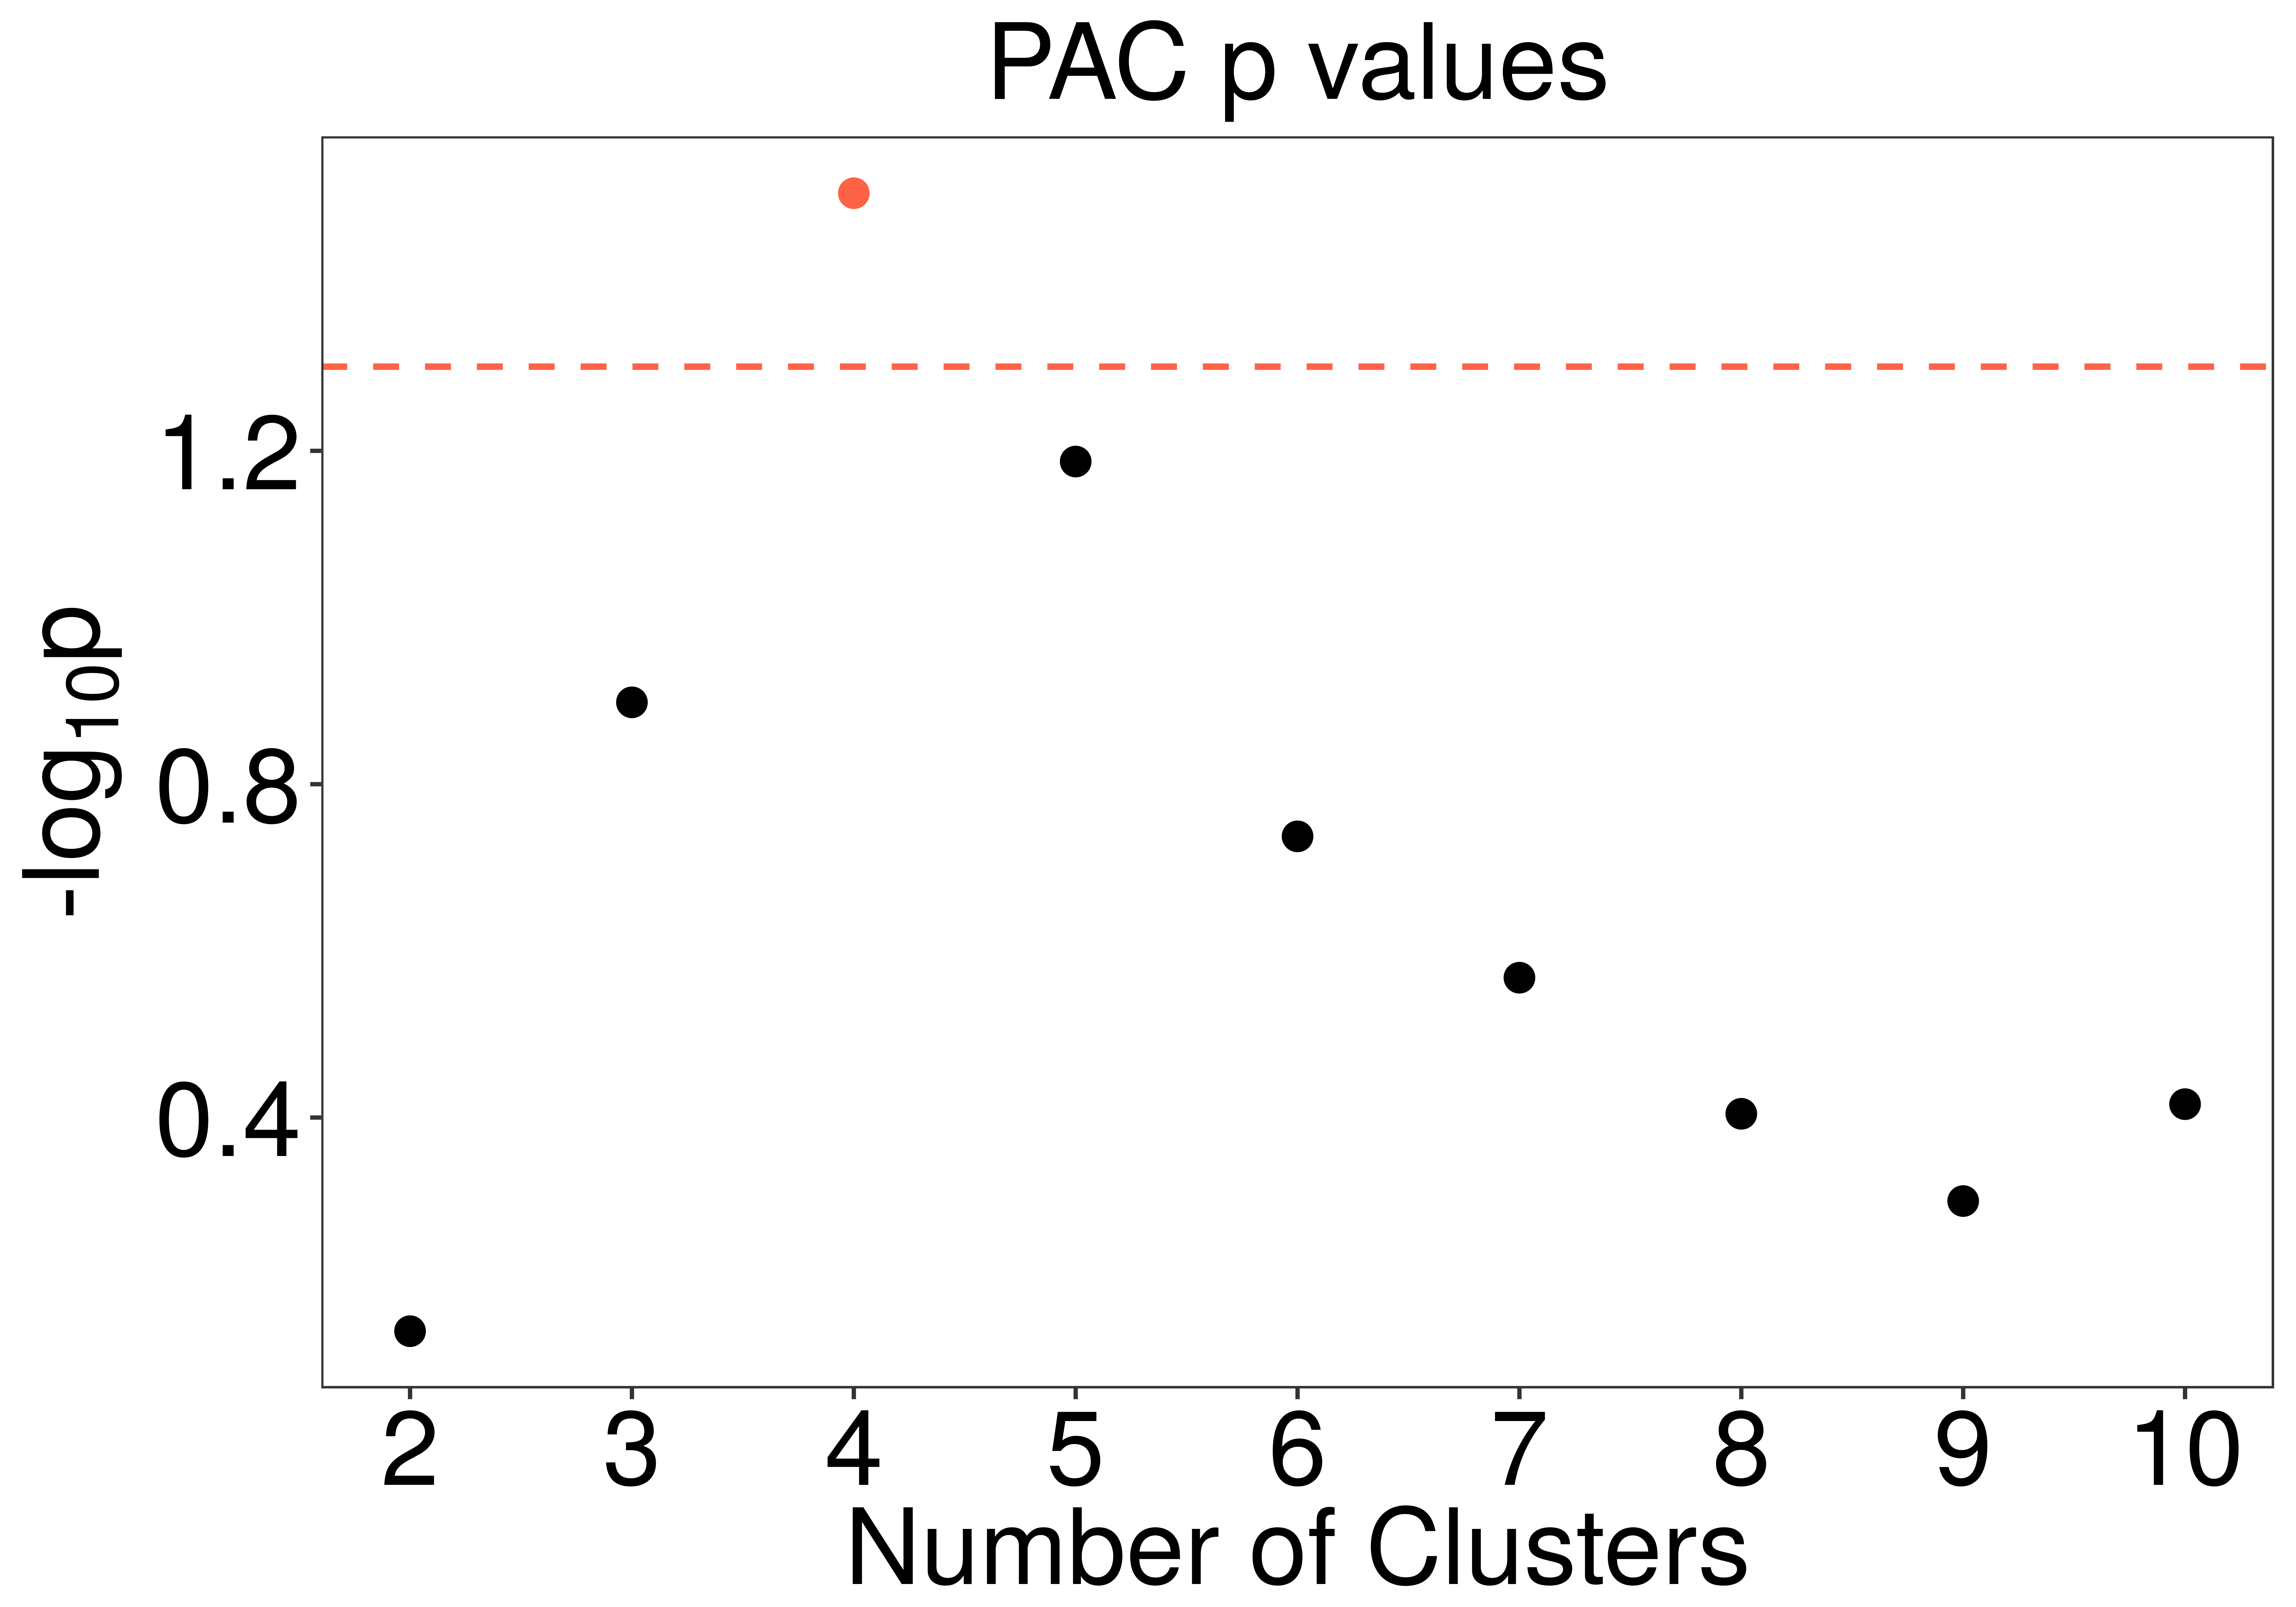 PAC p values
-log₁₀p
1.2
0.8
0.4
2 3 4 5 6 7 8 9 10
Number of Clusters